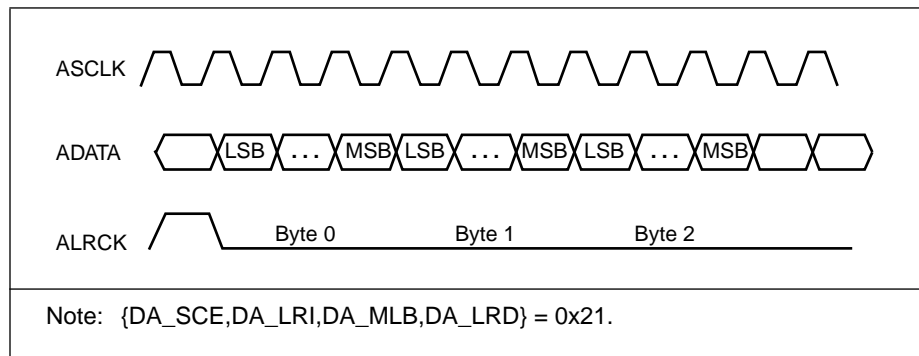 ASCLK
ADATA LSB ... MSB LSB ... MSB LSB ... MSB
ALRCK Byte 0 Byte 1 Byte 2
Note: {DA_SCE,DA_LRI,DA_MLB,DA_LRD} = 0x21.